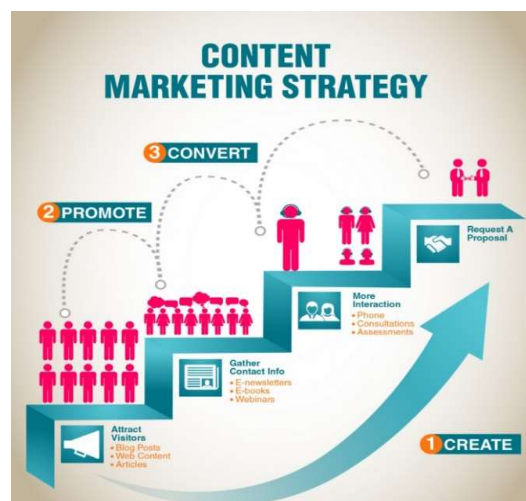 CONTENT
MARKETING STRATEGY
3 CONVERT
2 PROMOTE
Request A
Proposal
More
Interaction
• Phone
• Consultations
• Assessments
Gather
Contact Info
• E-newsletters
• E-books
• Webinars
Attract
Visitors
• Blog Posts
• Web Content
• Articles
1 CREATE